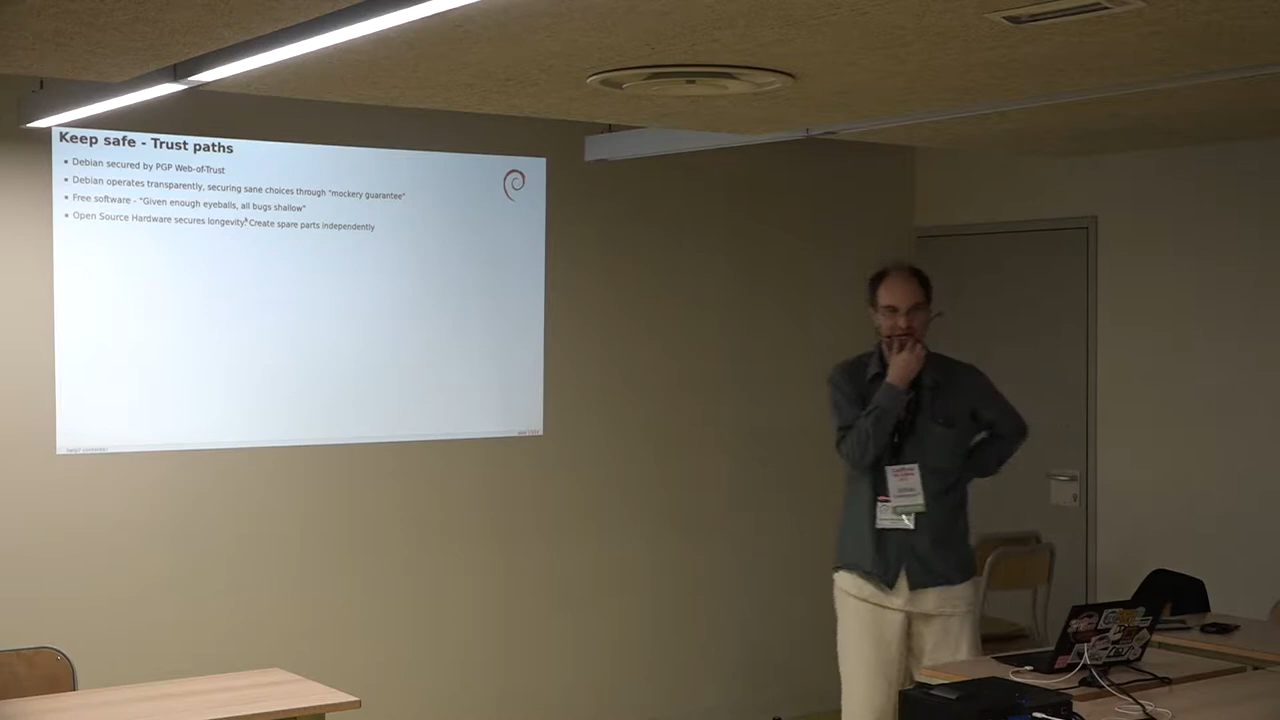 Keep safe - Trust paths
Debian secured by PGP Web-of-Trust
Debian operates transparently, securing sane choices through "mockery guarantee"
Free software - "Given enough eyeballs, all bugs shallow"
Open Source Hardware secures longevity: Create spare parts independently